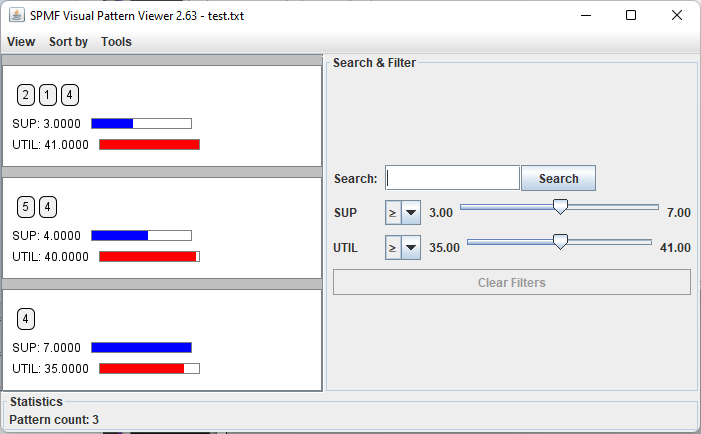 SPMF Visual Pattern Viewer 2.63 - test.txt
View Sort by Tools
2 1 4
SUP: 3.0000
UTIL: 41.0000
5 4
SUP: 4.0000
UTIL: 40.0000
4
SUP: 7.0000
UTIL: 35.0000
Search & Filter
Search: Search
SUP ≥ 3.00 7.00
UTIL ≥ 35.00 41.00
Clear Filters
Statistics
Pattern count: 3